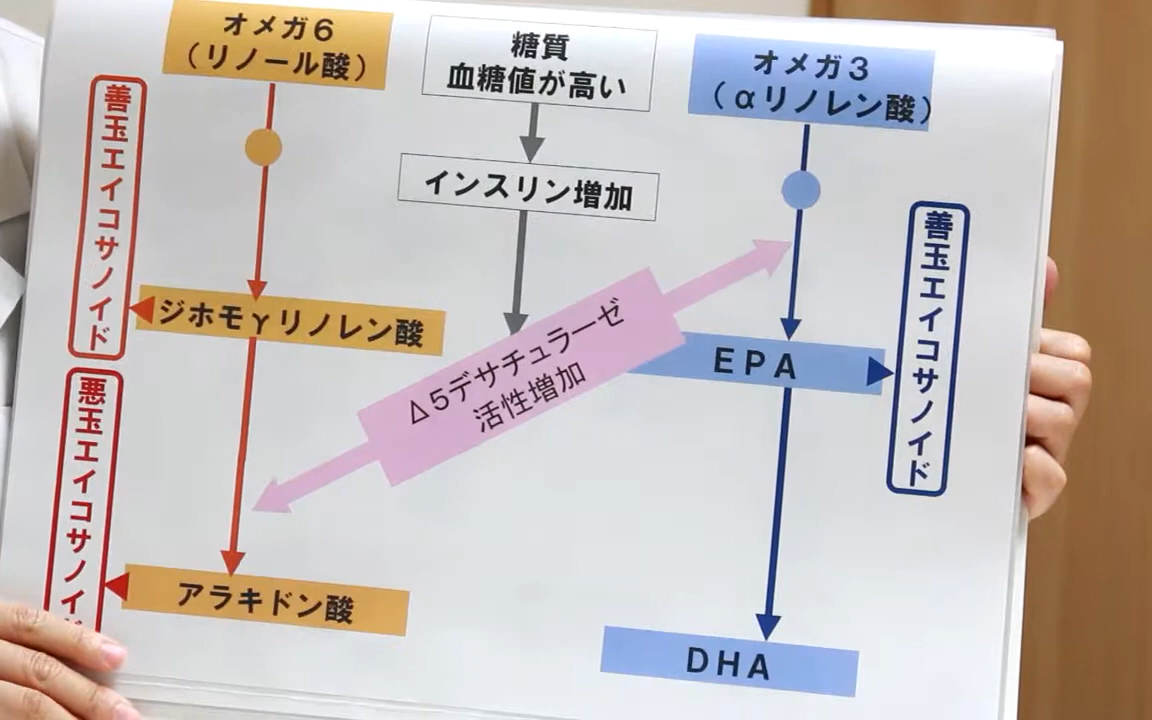 オメガ６
（リノール酸）
糖質
血糖値が高い
オメガ３
（αリノレン酸）
善玉エイコサノイド
インスリン増加
善玉エイコサノイド
ジホモγリノレン酸
Δ5デサチュラーゼ
活性増加
EPA
悪玉エイコサノイド
アラキドン酸
DHA